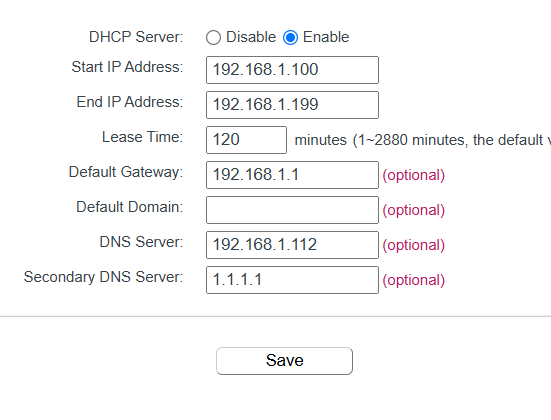 DHCP Server: Disable Enable
Start IP Address: 192.168.1.100
End IP Address: 192.168.1.199
Lease Time: 120 minutes (1~2880 minutes, the default
Default Gateway: 192.168.1.1 (optional)
Default Domain: (optional)
DNS Server: 192.168.1.112 (optional)
Secondary DNS Server: 1.1.1.1 (optional)
Save